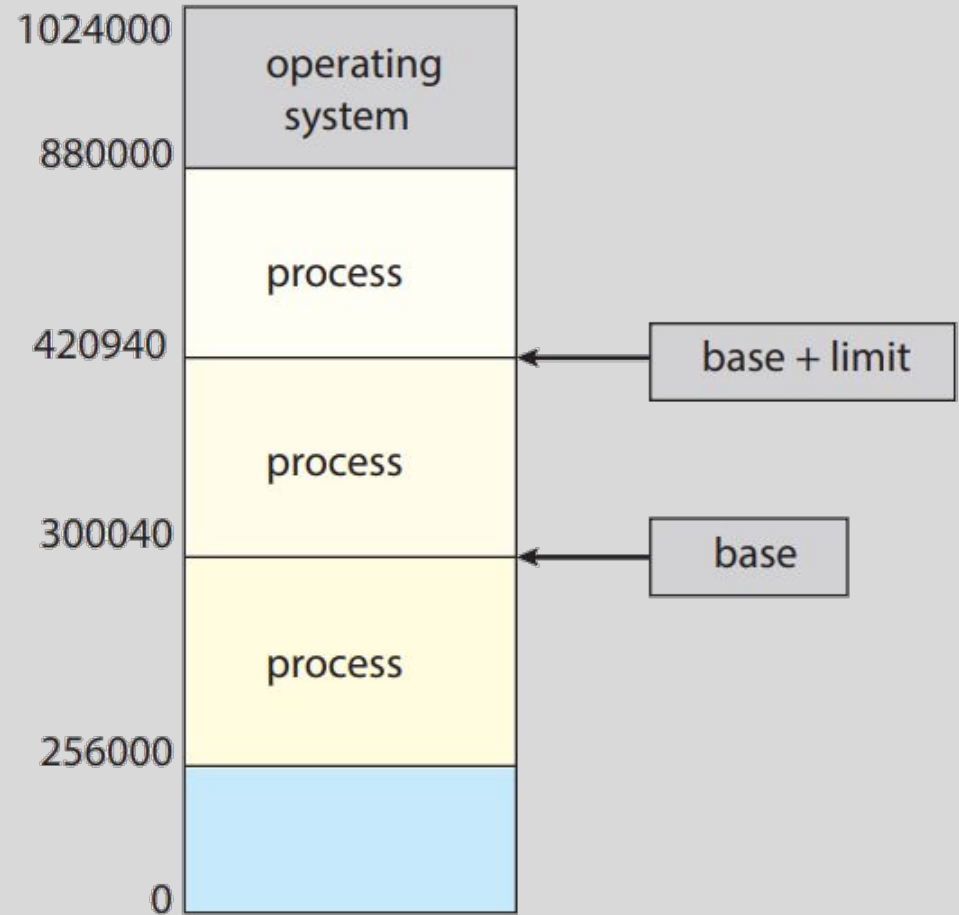 1024000
operating
system
880000
process
420940
base + limit
process
300040
base
process
256000
0